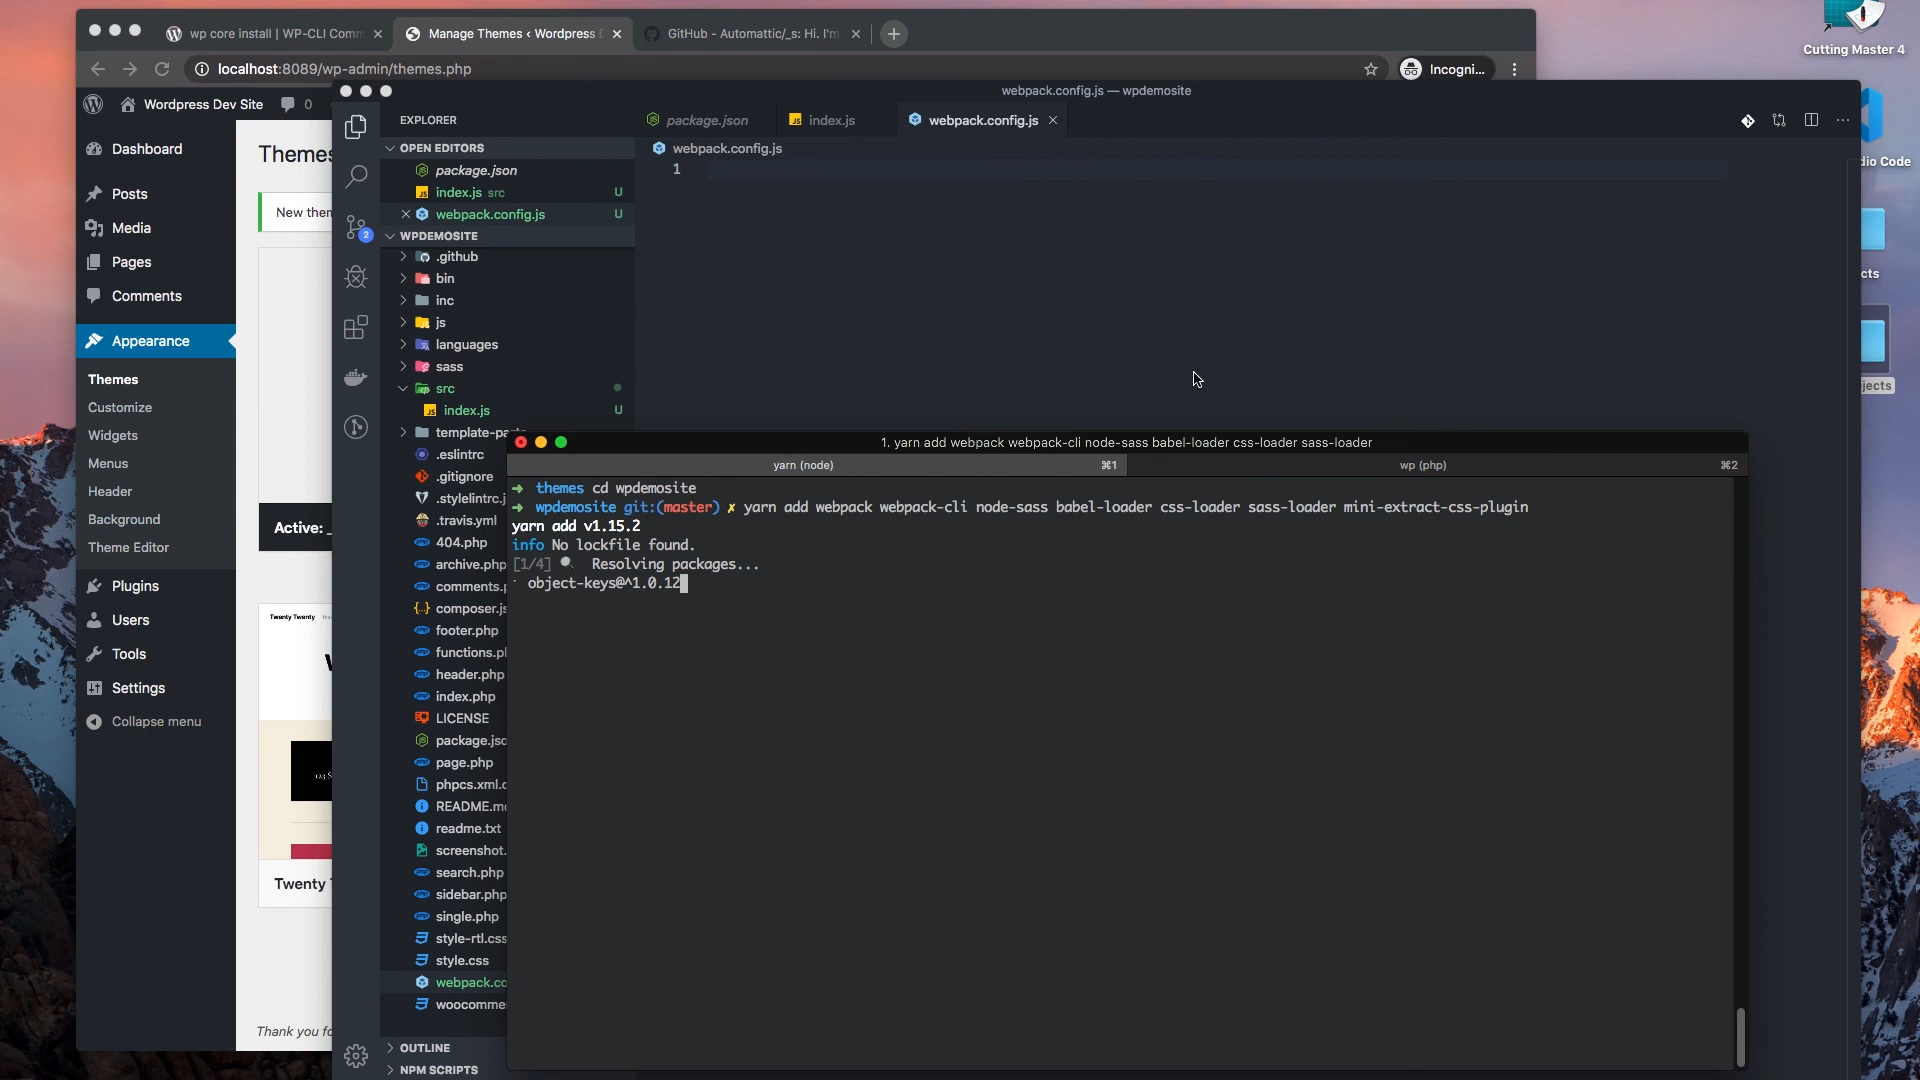 Cutting Master 4
wp core install | WP-CLI Comm
Manage Themes ‹ Wordpress D
GitHub - Automattic/_s: Hi. I'm
localhost:8089/wp-admin/themes.php
Incogni...
Wordpress Dev Site
0
Dashboard
Posts
Media
Pages
Comments
Appearance
Themes
Customize
Widgets
Menus
Header
Background
Theme Editor
Plugins
Users
Tools
Settings
Collapse menu
Themes
New them
Active: _
Twenty Twenty
Twenty
Thank you fo
webpack.config.js — wpdemosite
EXPLORER
package.json
index.js
webpack.config.js
OPEN EDITORS
package.json
index.js src U
webpack.config.js U
2
WPDEMOSITE
.github
bin
inc
js
languages
sass
src
index.js U
template-parts
.eslintrc
.gitignore
.stylelintrc.j
.travis.yml
404.php
archive.php
comments.p
composer.js
footer.php
functions.pl
header.php
index.php
LICENSE
package.jso
page.php
phpcs.xml.d
README.md
readme.txt
screenshot.
search.php
sidebar.php
single.php
style-rtl.css
style.css
webpack.co
woocomme
OUTLINE
NPM SCRIPTS
webpack.config.js
1
1. yarn add webpack webpack-cli node-sass babel-loader css-loader sass-loader
yarn (node) ⌘1
wp (php) ⌘2
➜ themes cd wpdemosite
➜ wpdemosite git:(master) ✗ yarn add webpack webpack-cli node-sass babel-loader css-loader sass-loader mini-extract-css-plugin
yarn add v1.15.2
info No lockfile found.
[1/4] 🔍 Resolving packages...
object-keys@^1.0.12
dio Code
cts
jects